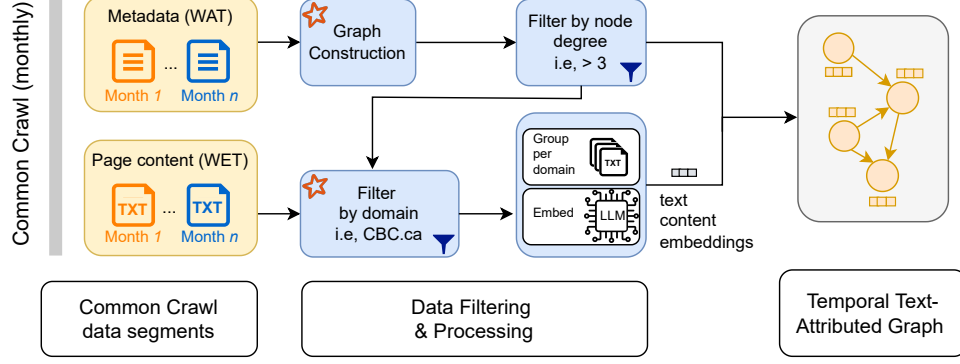 Common Crawl (monthly)
Metadata (WAT)
...
Month 1 Month n
Graph
Construction
Filter by node
degree
i.e, > 3
Page content (WET)
TXT ... TXT
Month 1 Month n
Filter
by domain
i.e, CBC.ca
Group
per
domain
TXT
Embed
LLM
text
content
embeddings
Common Crawl
data segments
Data Filtering
& Processing
Temporal Text-
Attributed Graph